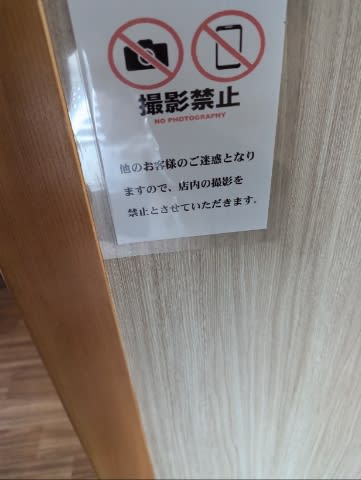 撮影禁止
NO PHOTOGRAPHY
他のお客様のご迷惑となり
ますので、店内の撮影を
禁止とさせていただきます。